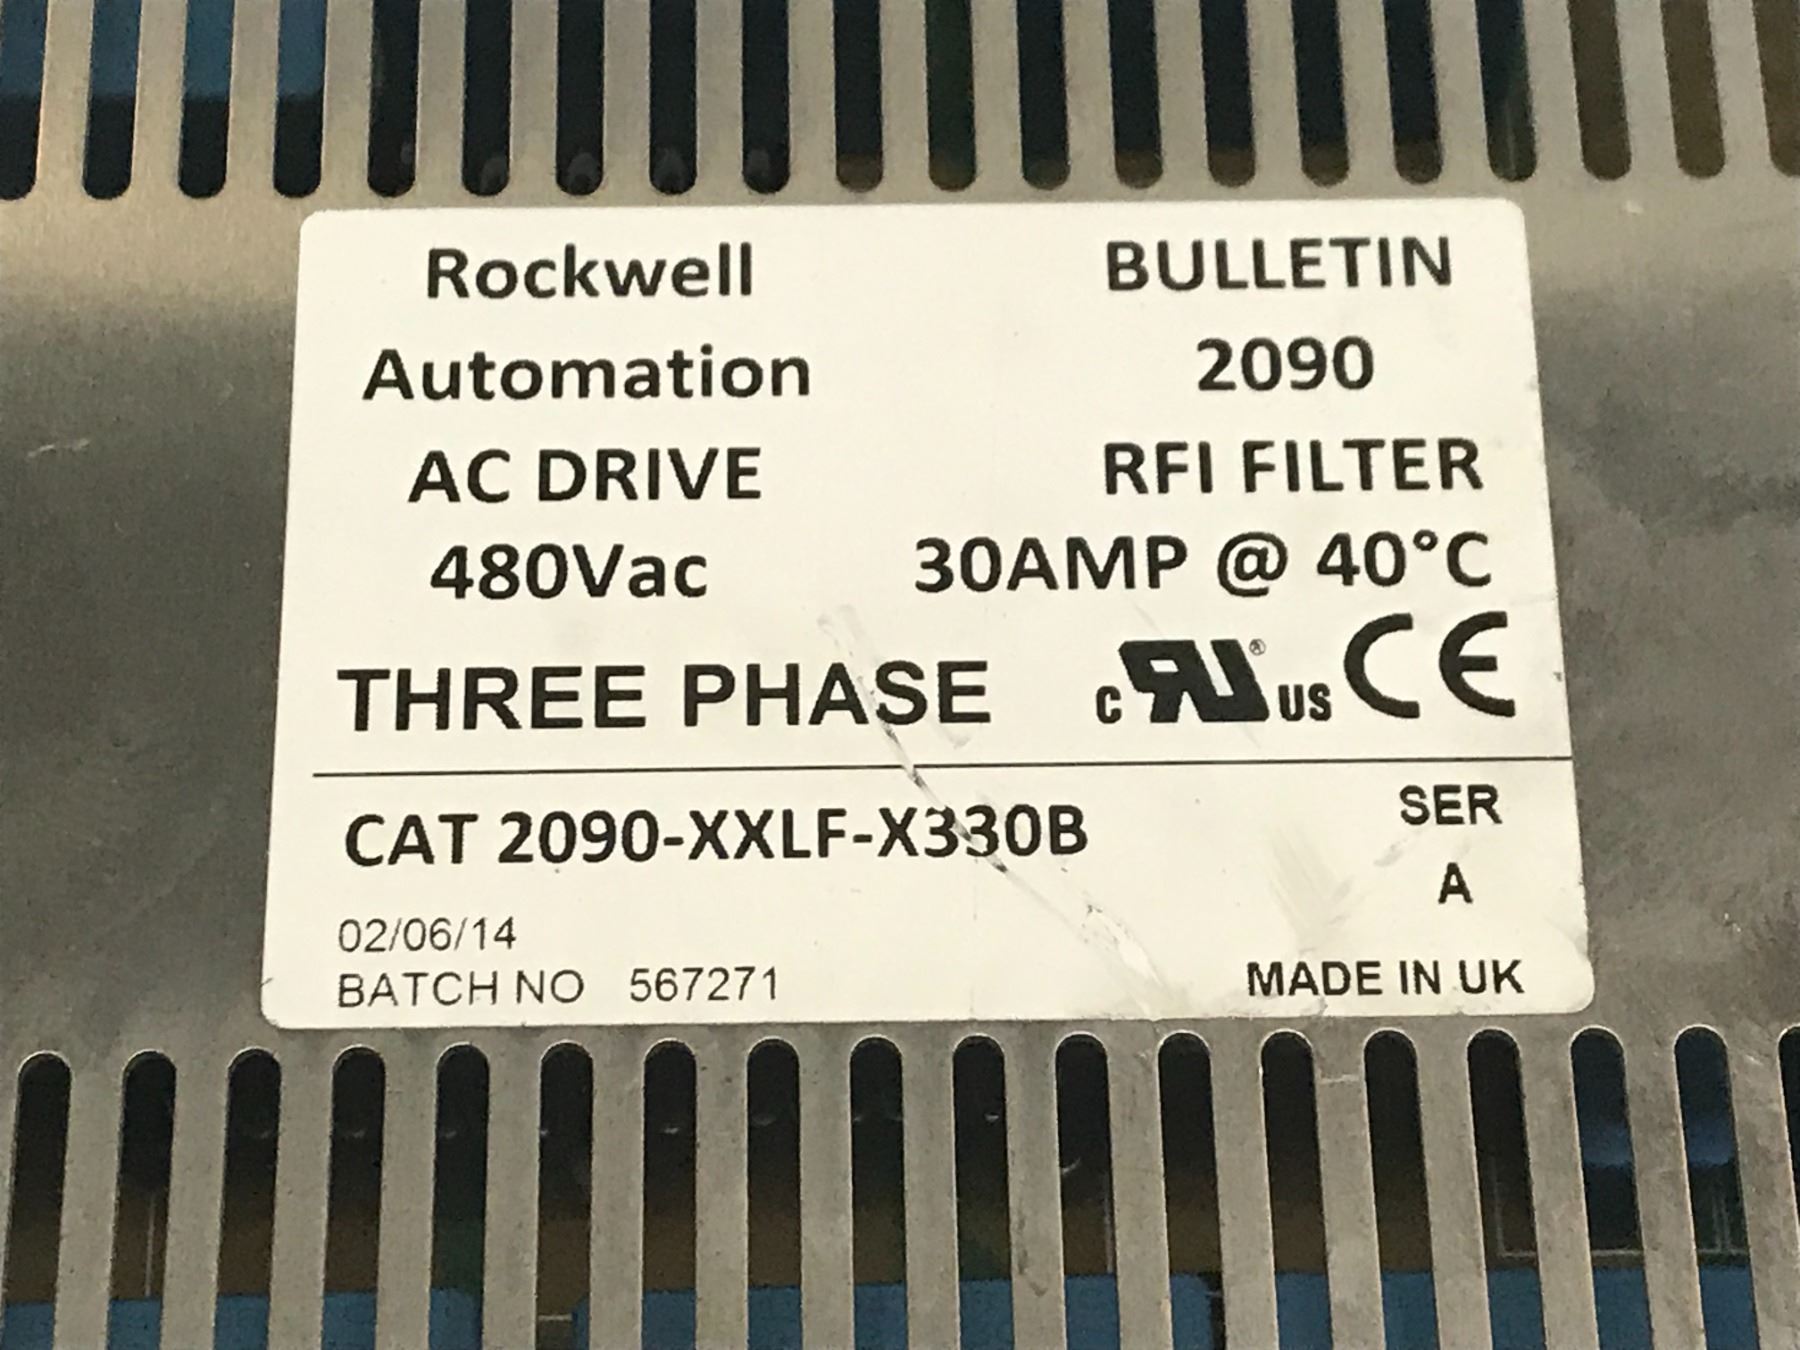 Rockwell BULLETIN
Automation 2090
AC DRIVE RFI FILTER
480Vac 30AMP @ 40°C
THREE PHASE c RU® US CE
CAT 2090-XXLF-X330B SER
A
02/06/14
BATCH NO 567271 MADE IN UK